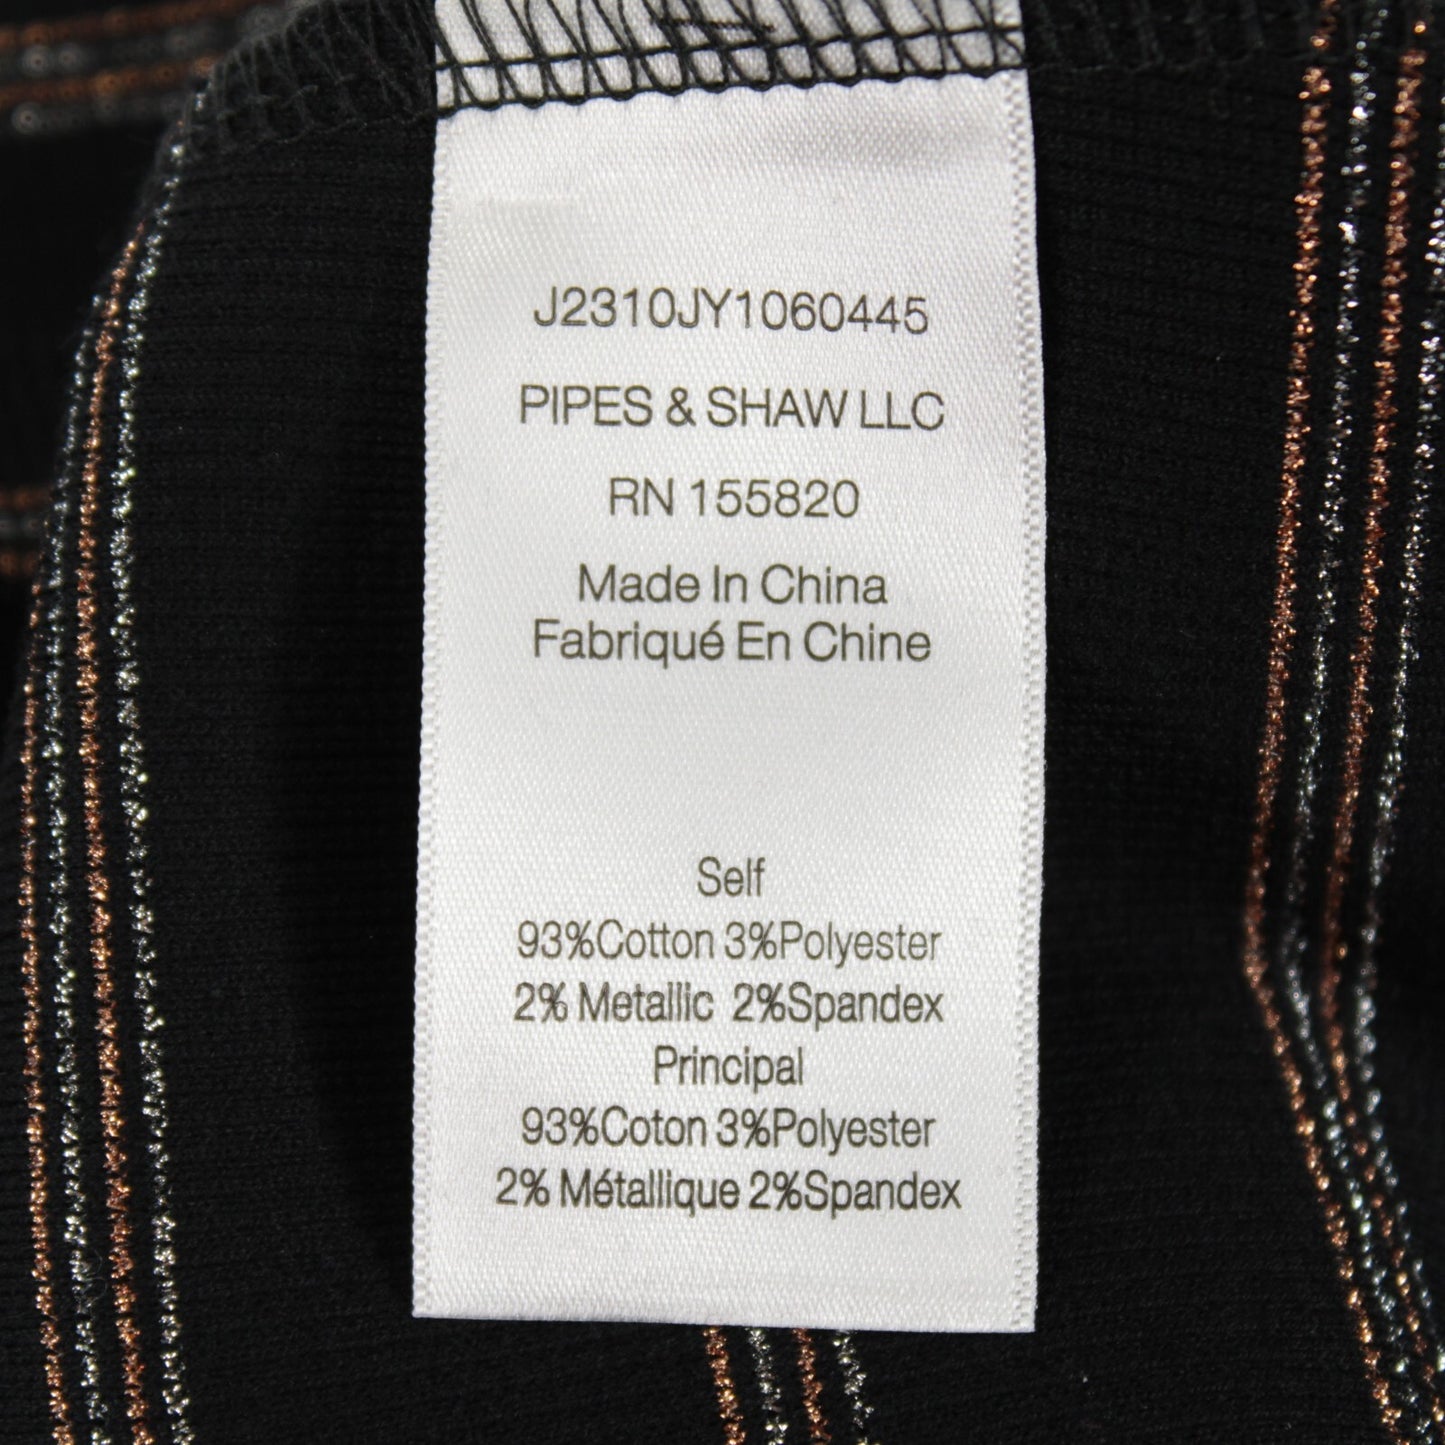 J2310JY1060445
PIPES & SHAW LLC
RN 155820
Made In China
Fabriqué En Chine
Self
93%Cotton 3%Polyester
2% Metallic 2%Spandex
Principal
93%Coton 3%Polyester
2% Métallique 2%Spandex